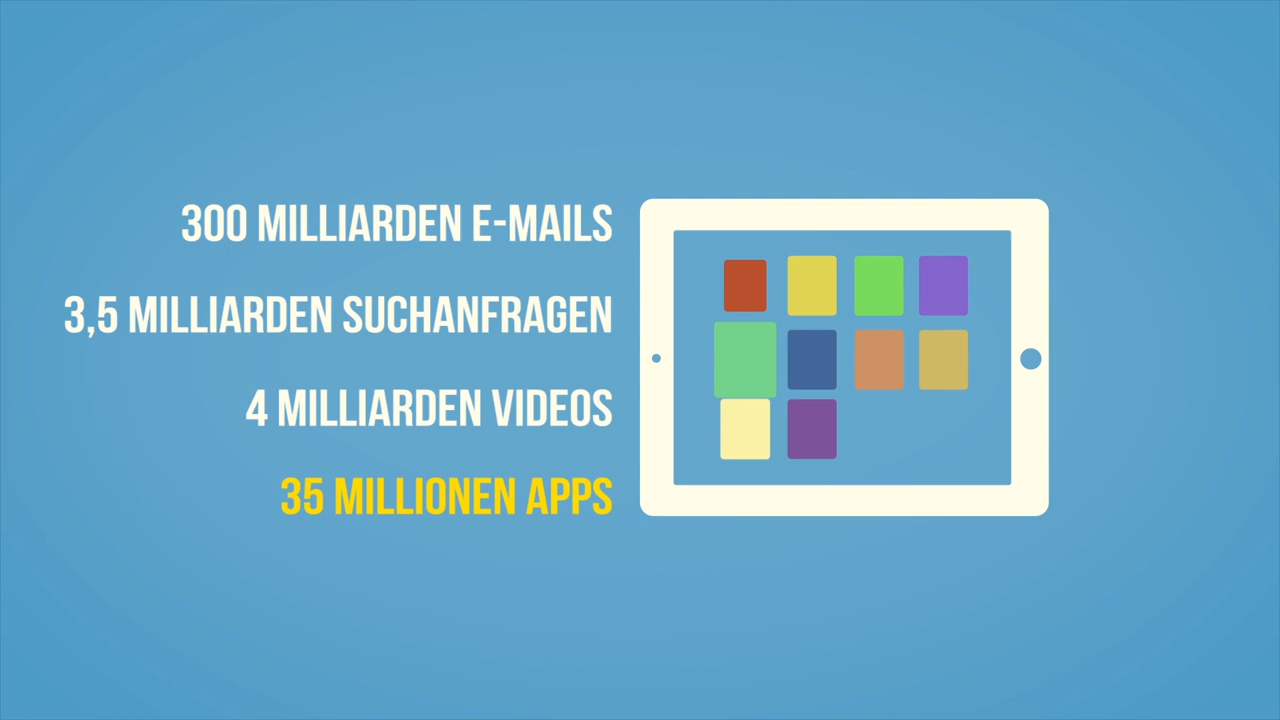 300 MILLIARDEN E-MAILS
3,5 MILLIARDEN SUCHANFRAGEN
4 MILLIARDEN VIDEOS
35 MILLIONEN APPS